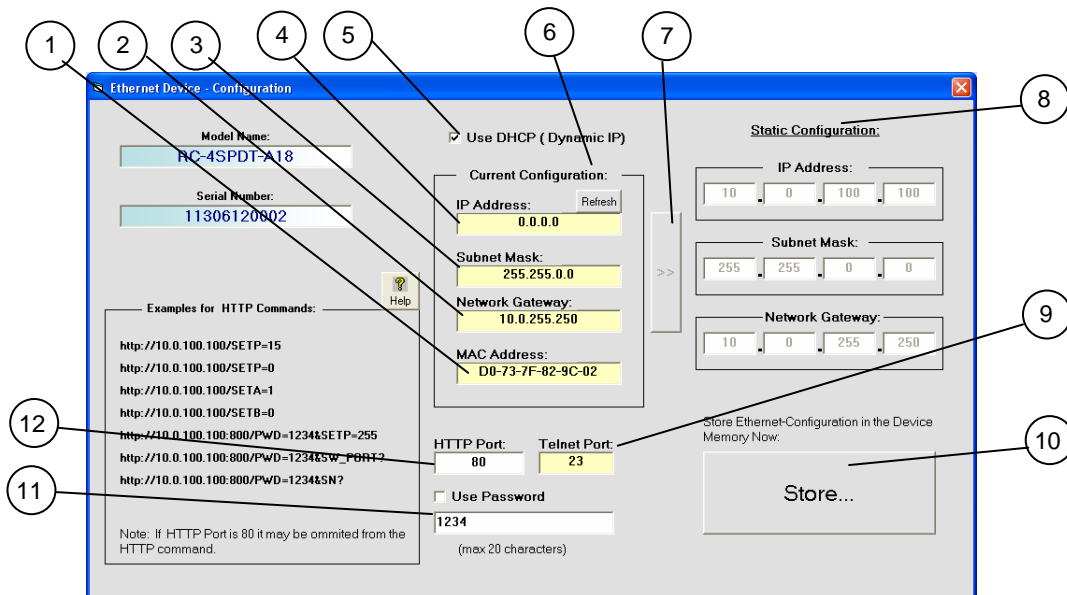 1
2
3
4
5
6
7
8
9
10
11
12
Ethernet Device - Configuration
Model Name:
RC-4SPDT-A18
Serial Number:
11306120002
Help
Examples for HTTP Commands:
http://10.0.100.100/SETP=15
http://10.0.100.100/SETP=0
http://10.0.100.100/SETA=1
http://10.0.100.100/SETB=0
http://10.0.100.100:800/PWD=1234&SETP=255
http://10.0.100.100:800/PWD=1234&SW_PORT?
http://10.0.100.100:800/PWD=1234&SN?
Note: If HTTP Port is 80 it may be ommited from the
HTTP command.
Use DHCP ( Dynamic IP)
Current Configuration:
IP Address:
Refresh
0.0.0.0
Subnet Mask:
255.255.0.0
Network Gateway:
10.0.255.250
MAC Address:
D0-73-7F-82-9C-02
>>
HTTP Port:
80
Telnet Port:
23
Use Password
1234
(max 20 characters)
Static Configuration:
IP Address:
10 . 0 . 100 . 100
Subnet Mask:
255 . 255 . 0 . 0
Network Gateway:
10 . 0 . 255 . 250
Store Ethernet-Configuration in the Device
Memory Now:
Store...